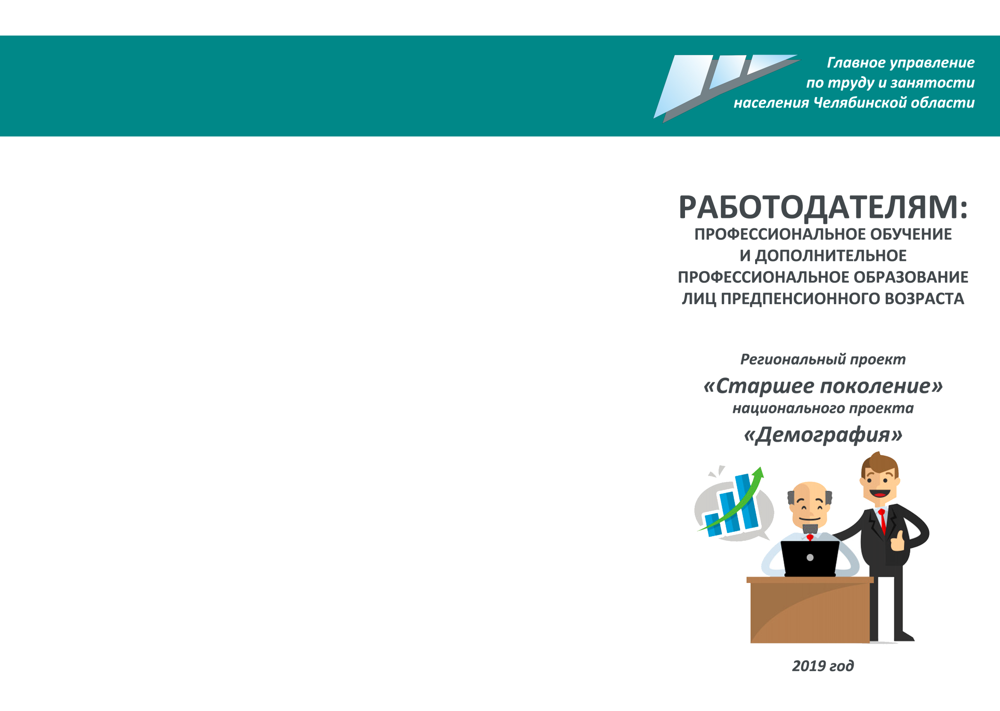 Главное управление
по труду и занятости
населения Челябинской области
РАБОТОДАТЕЛЯМ:
ПРОФЕССИОНАЛЬНОЕ ОБУЧЕНИЕ
И ДОПОЛНИТЕЛЬНОЕ
ПРОФЕССИОНАЛЬНОЕ ОБРАЗОВАНИЕ
ЛИЦ ПРЕДПЕНСИОННОГО ВОЗРАСТА
Региональный проект
«Старшее поколение»
национального проекта
«Демография»
2019 год